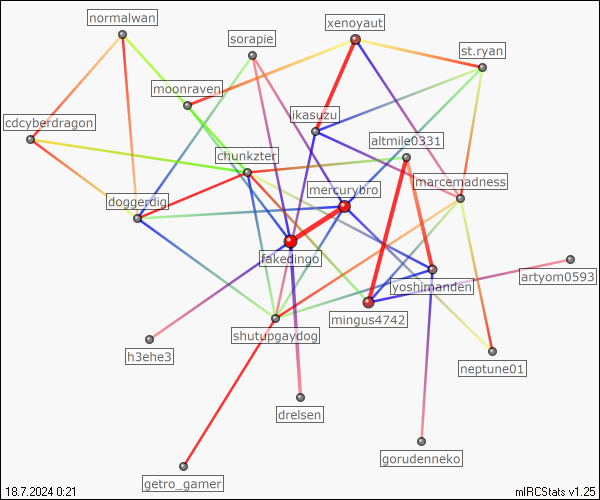 normalwan
xenoyaut
sorapie
st.ryan
moonraven
ikasuzu
cdcyberdragon
altmile0331
chunkzter
marcemadness
mercurybro
doggerdig
fakedingo
artyom0593
yoshimanden
mingus4742
shutupgaydog
h3ehe3
neptune01
drelsen
gorudenneko
getro_gamer
18.7.2024 0:21
mIRCStats v1.25